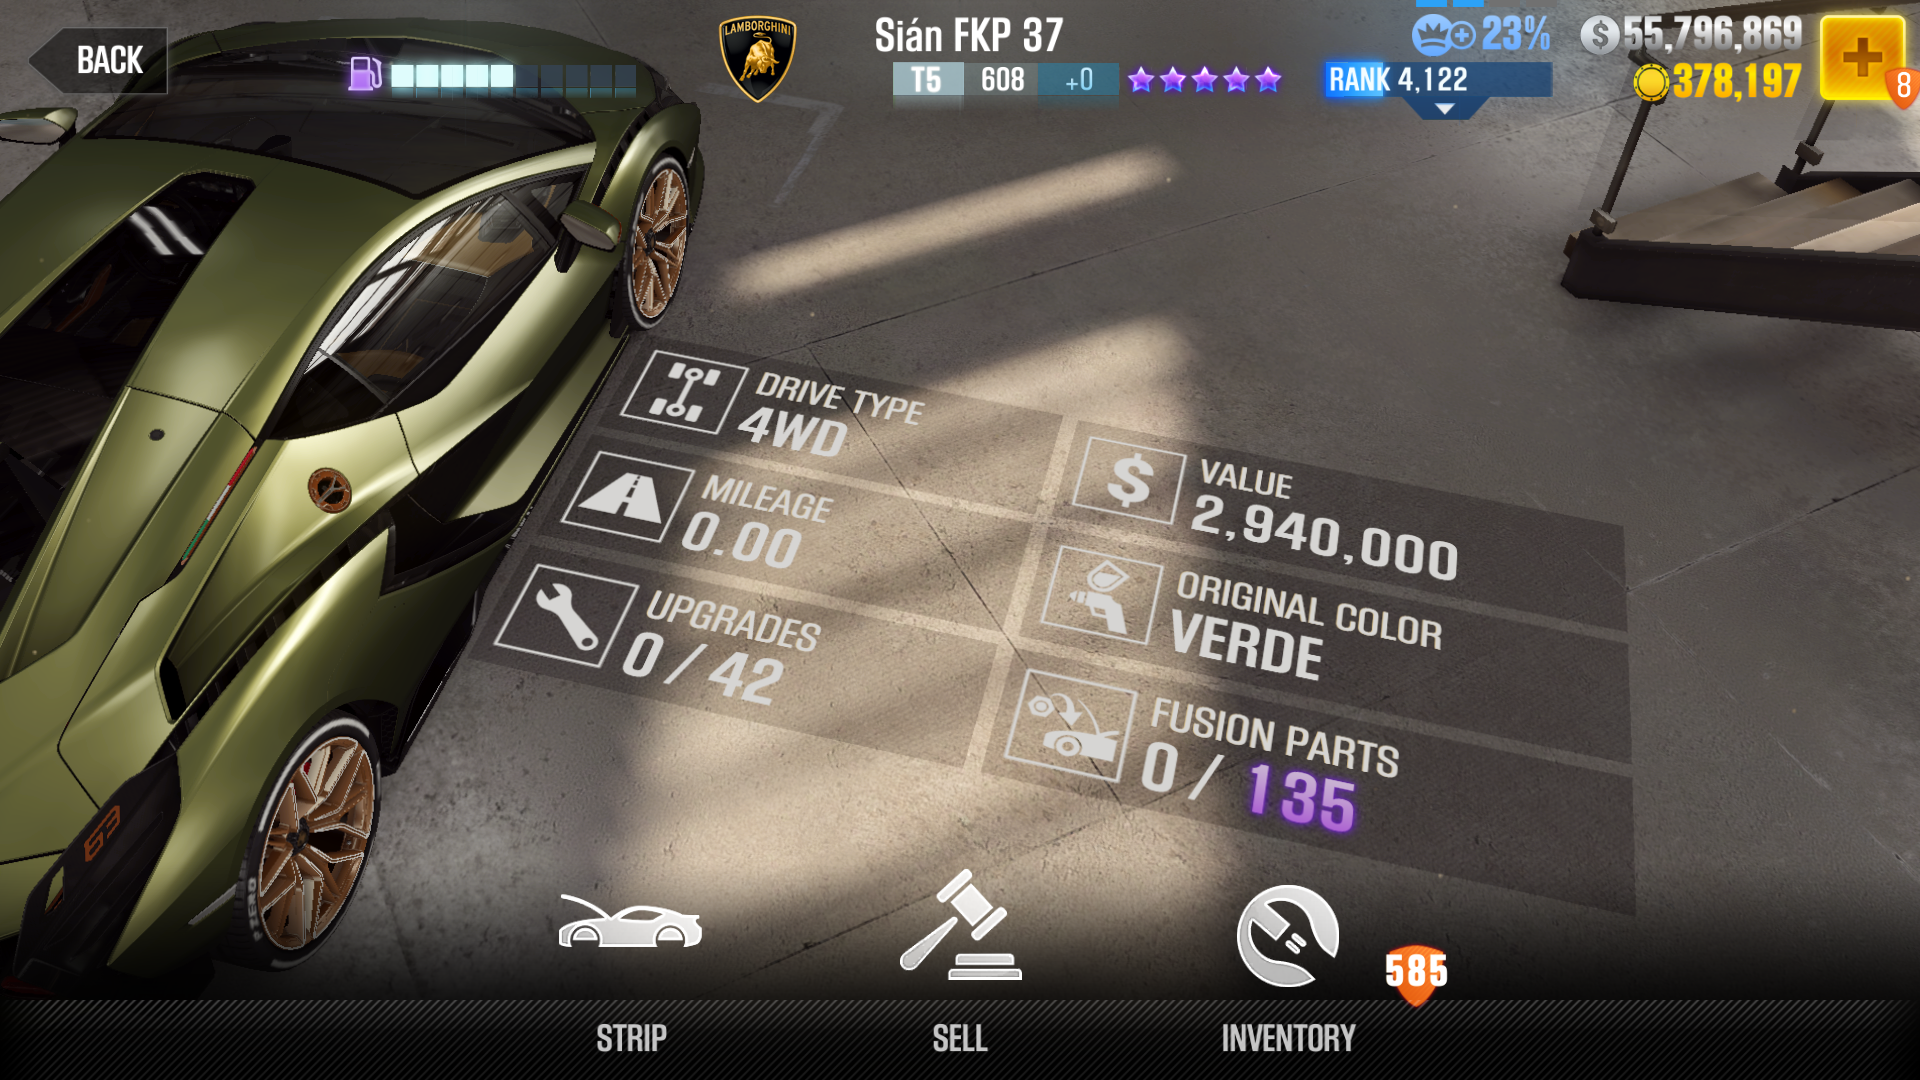 BACK
LAMBORGHINI
Sián FKP 37
T5 608 +0
23%
RANK 4,122
$ 55,796,869
378,197
8
DRIVE TYPE
4WD
MILEAGE
0.00
UPGRADES
0 / 42
$
VALUE
2,940,000
ORIGINAL COLOR
VERDE
FUSION PARTS
0 / 135
63
585
STRIP
SELL
INVENTORY